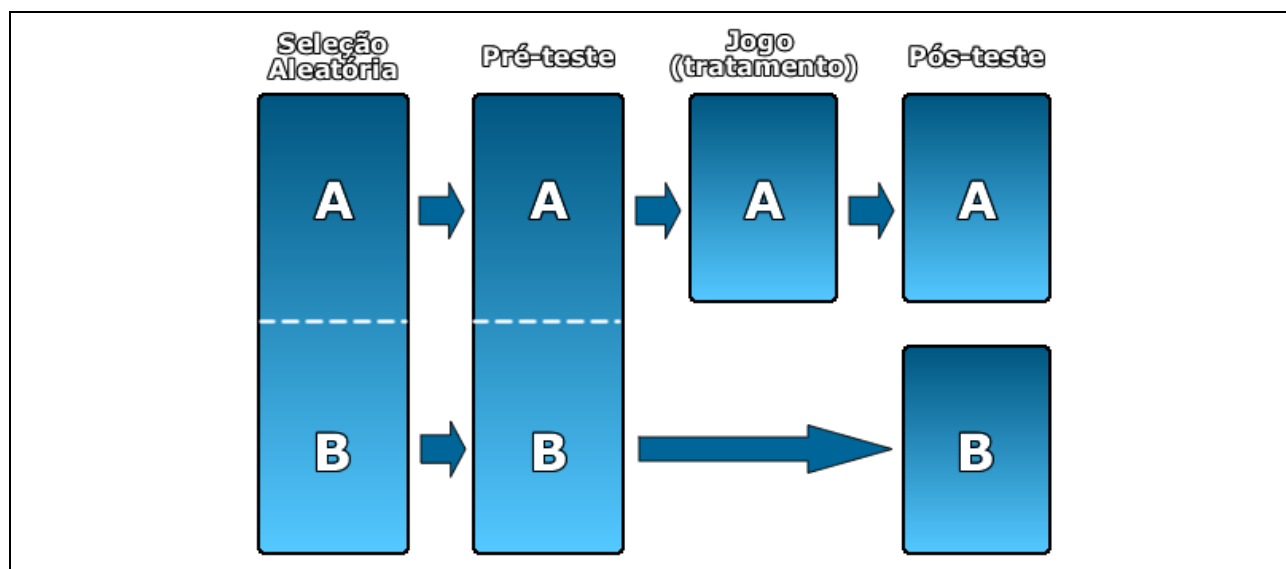 Seleção
Aleatória
Pré-teste
Jogo
(tratamento)
Pós-teste
A
A
A
A
B
B
B